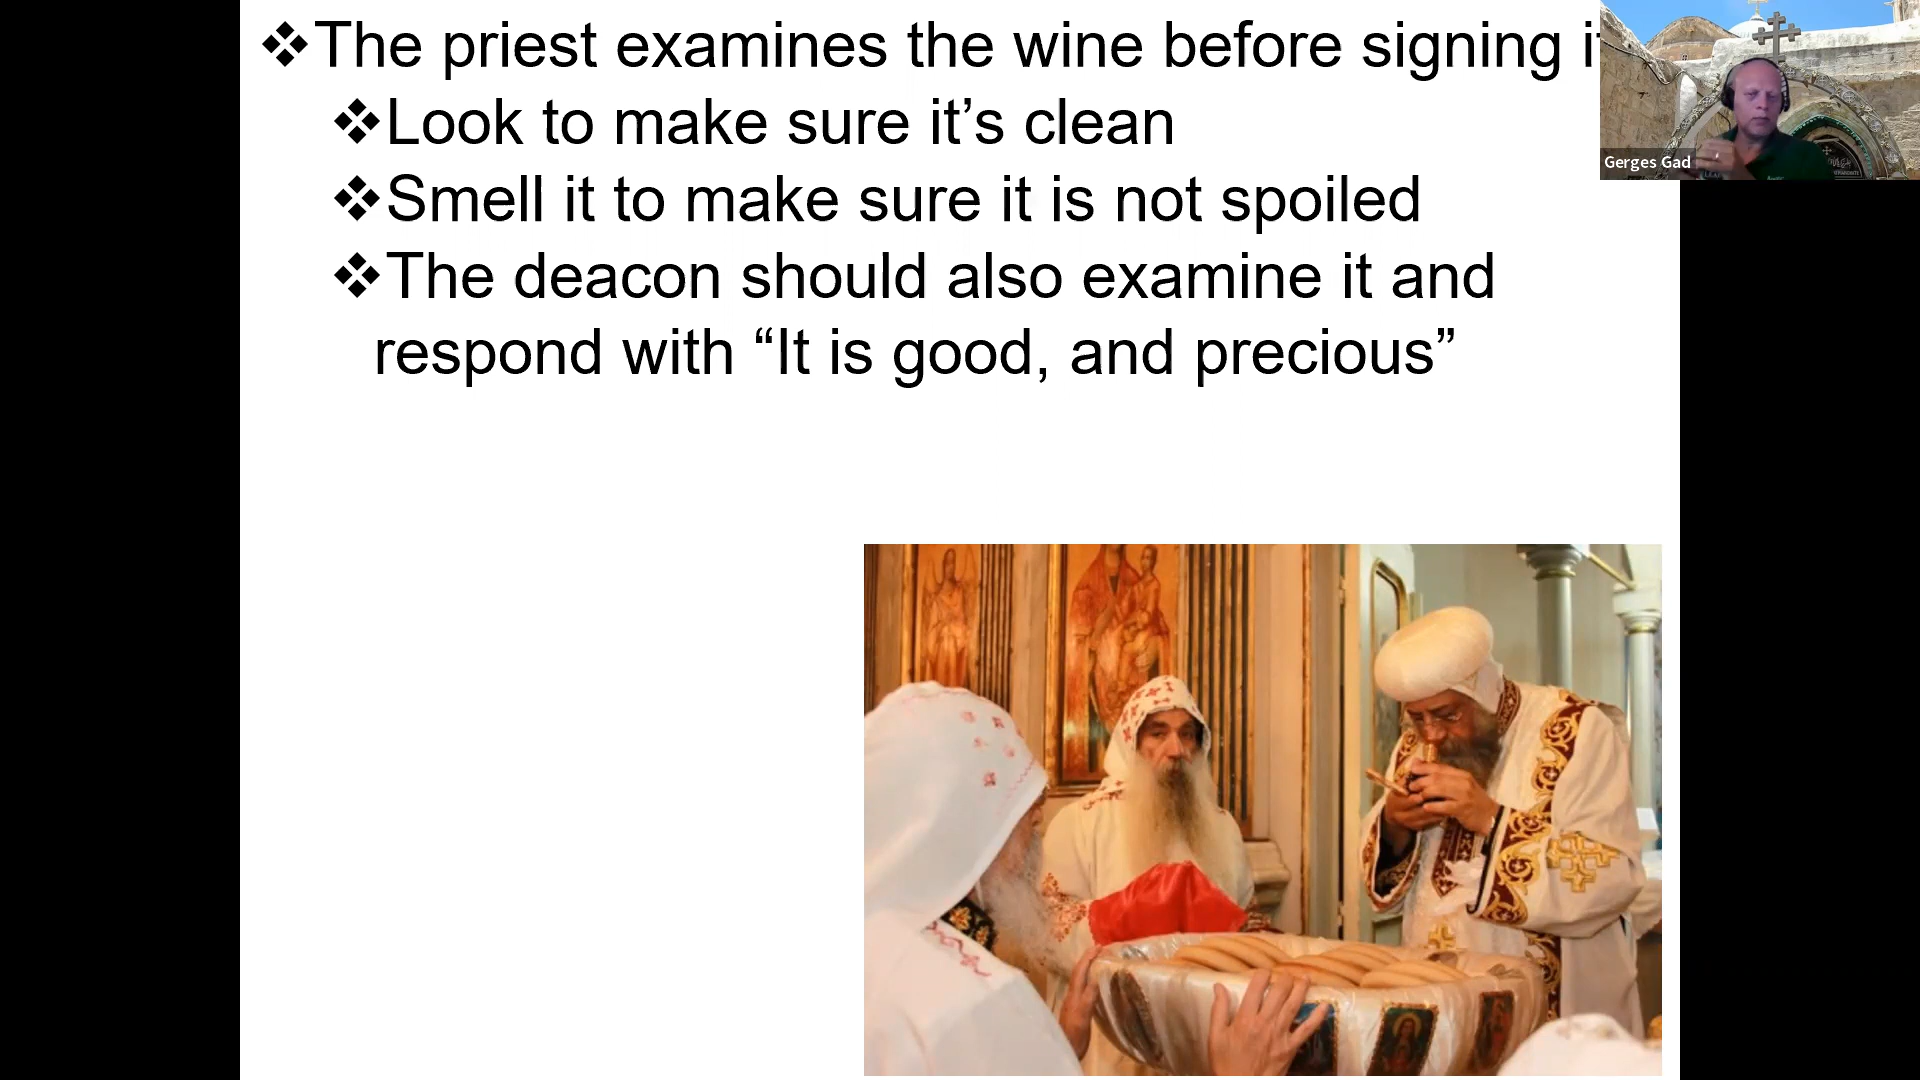 ❖The priest examines the wine before signing it
❖Look to make sure it’s clean
❖Smell it to make sure it is not spoiled
❖The deacon should also examine it and
respond with “It is good, and precious”
Gerges Gad